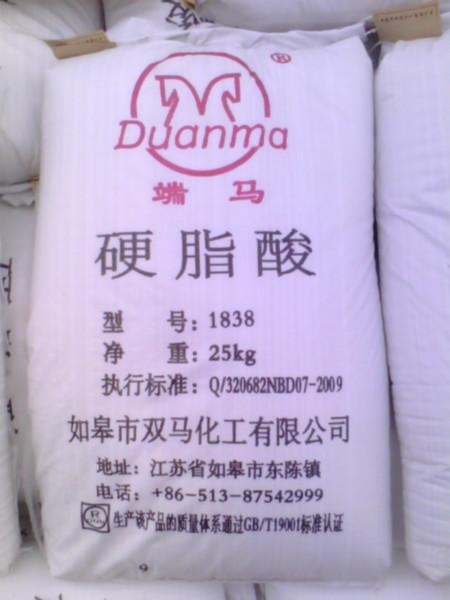 ®
Duanma
端马
硬脂酸
型号：1838
净重：25kg
执行标准：Q/320682NBD07-2009
如皋市双马化工有限公司
地址：江苏省如皋市东陈镇
电话：+86-513-87542999
生产该产品的质量体系通过GB/T19001标准认证